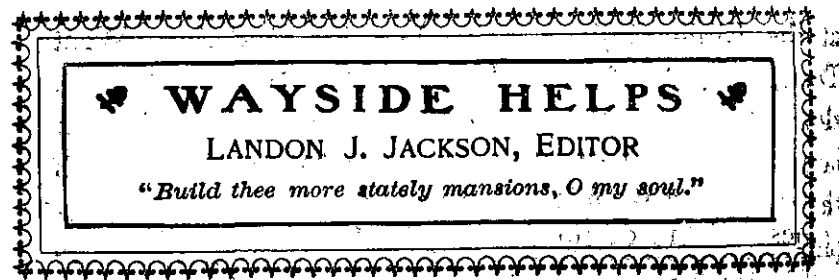 WAYSIDE HELPS
LANDON J. JACKSON, EDITOR
"Build thee more stately mansions, O my soul."